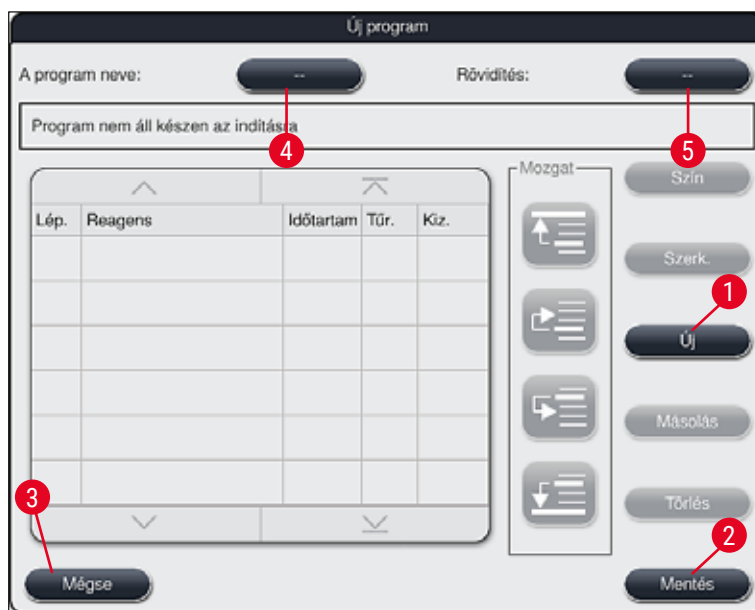 Új program
A program neve: -- Rövidítés: --
4 5
Program nem áll készen az indításra
Mozgat
Szín
Lép. Reagens Időtartam Tűr. Kiz.
Szerk.
1
Új
Másolás
3
Törlés
2
Mégse Mentés